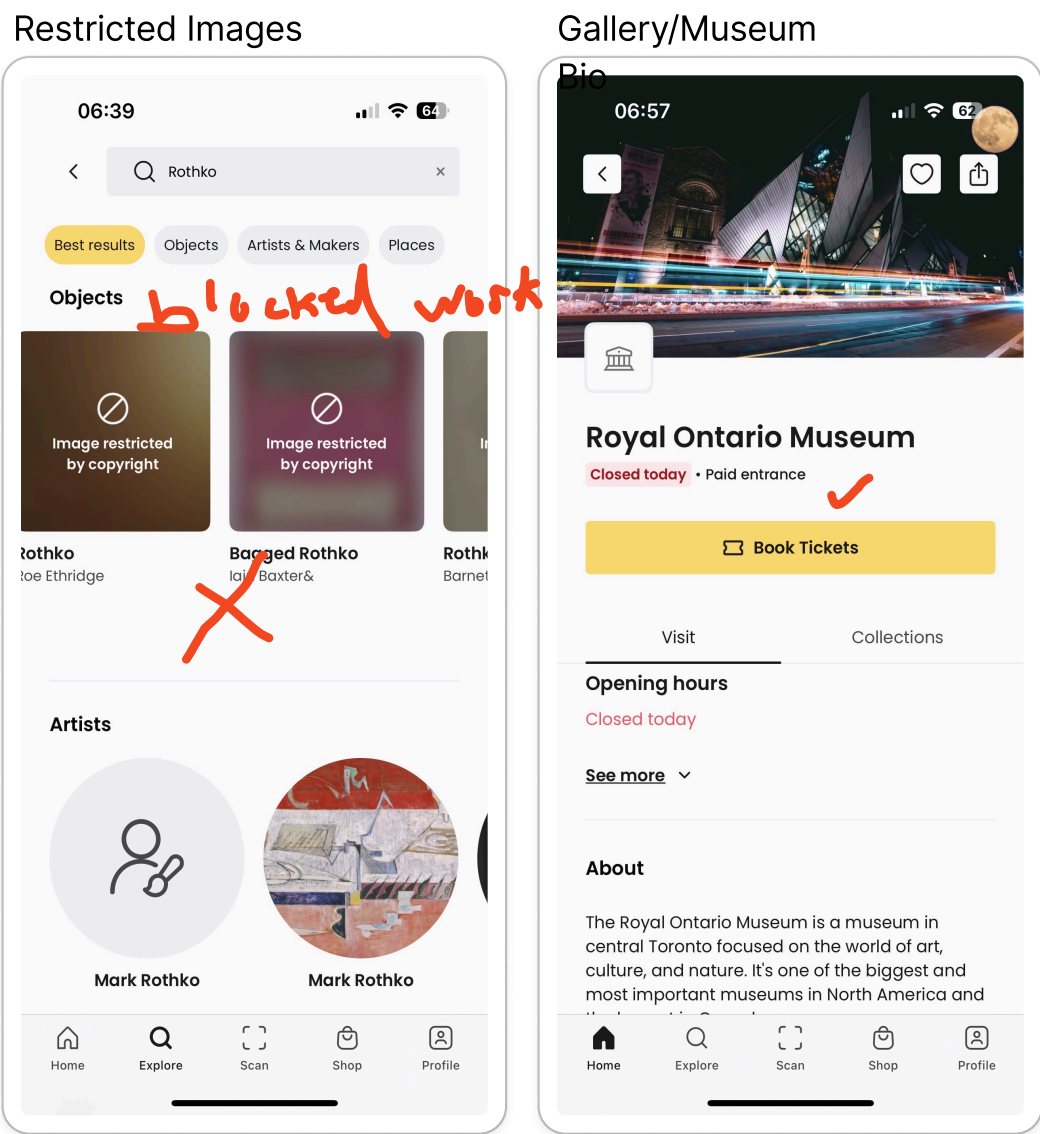 Restricted Images
06:39
64
Rothko
×
Best results
Objects
Artists & Makers
Places
Objects
blocked work
Image restricted
by copyright
Image restricted
by copyright
Rothko
Roe Ethridge
Bagged Rothko
Iain Baxter&
Rothk
Barnet
Artists
Mark Rothko
Mark Rothko
Home
Explore
Scan
Shop
Profile
Gallery/Museum
Bio
06:57
62
Royal Ontario Museum
Closed today • Paid entrance
Book Tickets
Visit
Collections
Opening hours
Closed today
See more
About
The Royal Ontario Museum is a museum in
central Toronto focused on the world of art,
culture, and nature. It's one of the biggest and
most important museums in North America and
Home
Explore
Scan
Shop
Profile